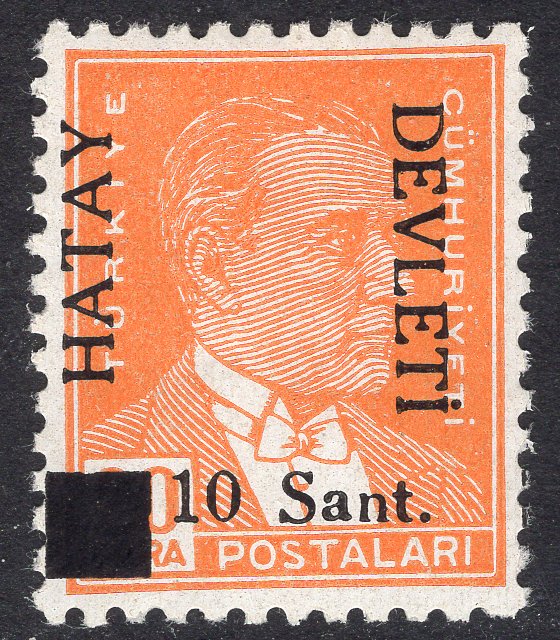 HATAY
DEVLETİ
TÜRKİYE
CÜMHURİYETİ
10 Sant.
POSTALARI